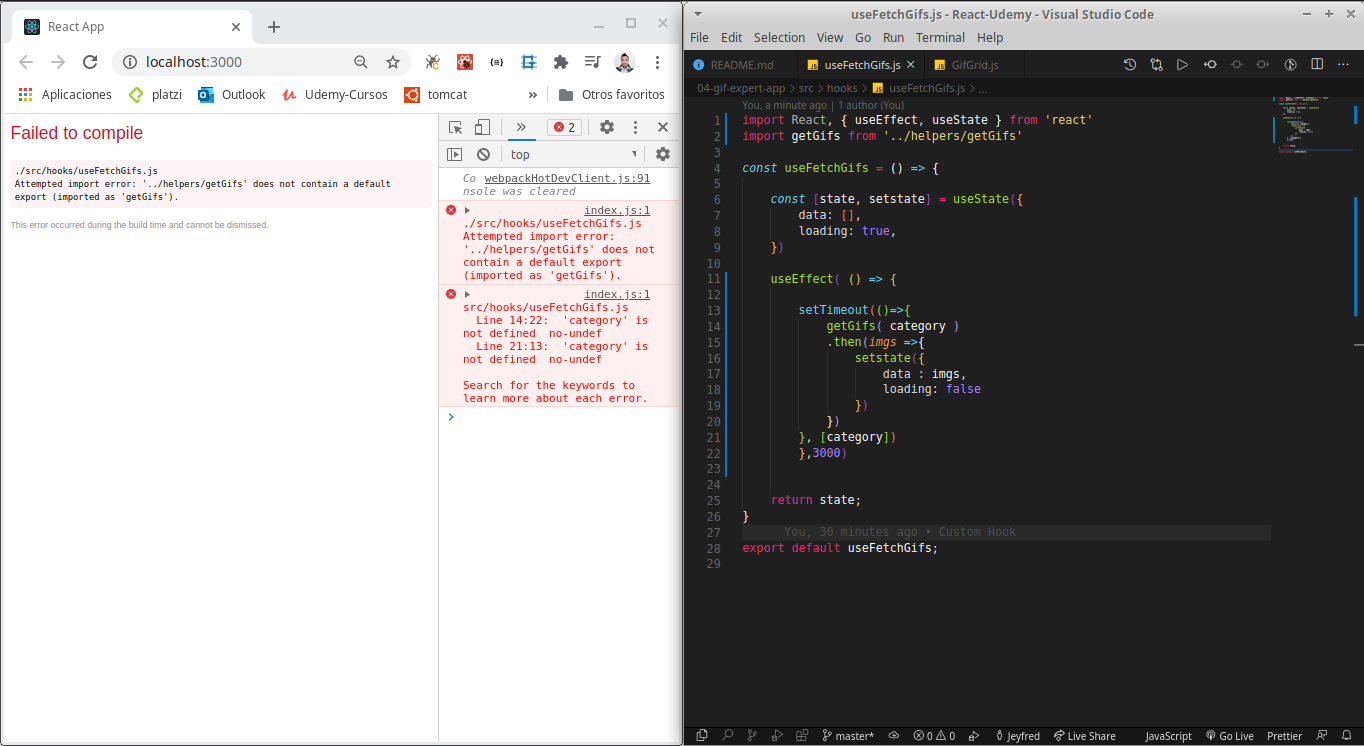 React App
localhost:3000
Aplicaciones
platzi
Outlook
Udemy-Cursos
tomcat
»
Otros favoritos
Failed to compile
./src/hooks/useFetchGifs.js
Attempted import error: '../helpers/getGifs' does not contain a default
export (imported as 'getGifs').
This error occurred during the build time and cannot be dismissed.
» 2
top
Co webpackHotDevClient.js:91
nsole was cleared
index.js:1
./src/hooks/useFetchGifs.js
Attempted import error:
'../helpers/getGifs' does not
contain a default export
(imported as 'getGifs').
index.js:1
src/hooks/useFetchGifs.js
Line 14:22: 'category' is
not defined no-undef
Line 21:13: 'category' is
not defined no-undef
Search for the keywords to
learn more about each error.
useFetchGifs.js - React-Udemy - Visual Studio Code
File Edit Selection View Go Run Terminal Help
README.md JS useFetchGifs.js JS GifGrid.js
04-gif-expert-app > src > hooks > JS useFetchGifs.js > ...
You, a minute ago | 1 author (You)
1 import React, { useEffect, useState } from 'react'
2 import getGifs from '../helpers/getGifs'
3
4 const useFetchGifs = () => {
5
6 const [state, setstate] = useState({
7 data: [],
8 loading: true,
9 })
10
11 useEffect( () => {
12
13 setTimeout(()=>{
14 getGifs( category )
15 .then(imgs =>{
16 setstate({
17 data : imgs,
18 loading: false
19 })
20 })
21 }, [category])
22 },3000)
23
24
25 return state;
26 }
27 You, 30 minutes ago • Custom Hook
28 export default useFetchGifs;
29
master* 0 0 Jeyfred Live Share JavaScript Go Live Prettier